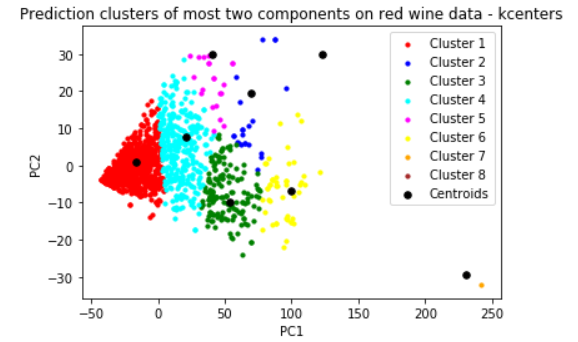 Prediction clusters of most two components on red wine data - kcenters
Cluster 1
Cluster 2
Cluster 3
Cluster 4
Cluster 5
Cluster 6
Cluster 7
Cluster 8
Centroids
30
20
10
0
−10
−20
−30
PC2
−50 0 50 100 150 200 250
PC1